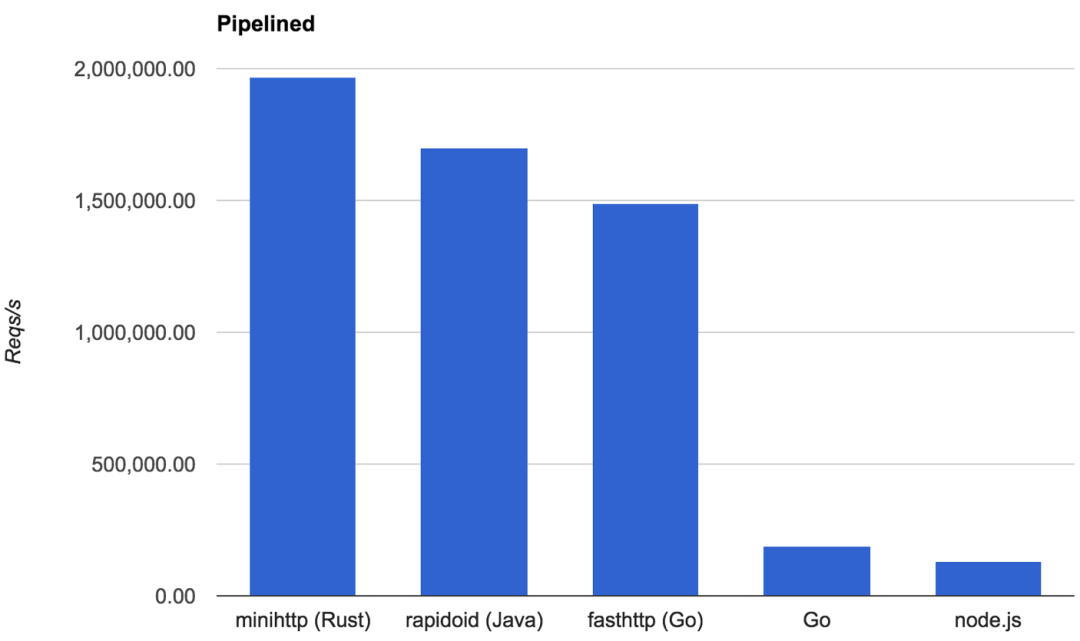 Pipelined
2,000,000.00
1,500,000.00
1,000,000.00
500,000.00
0.00
Reqs/s
minihttp (Rust) rapidoid (Java) fasthttp (Go) Go node.js